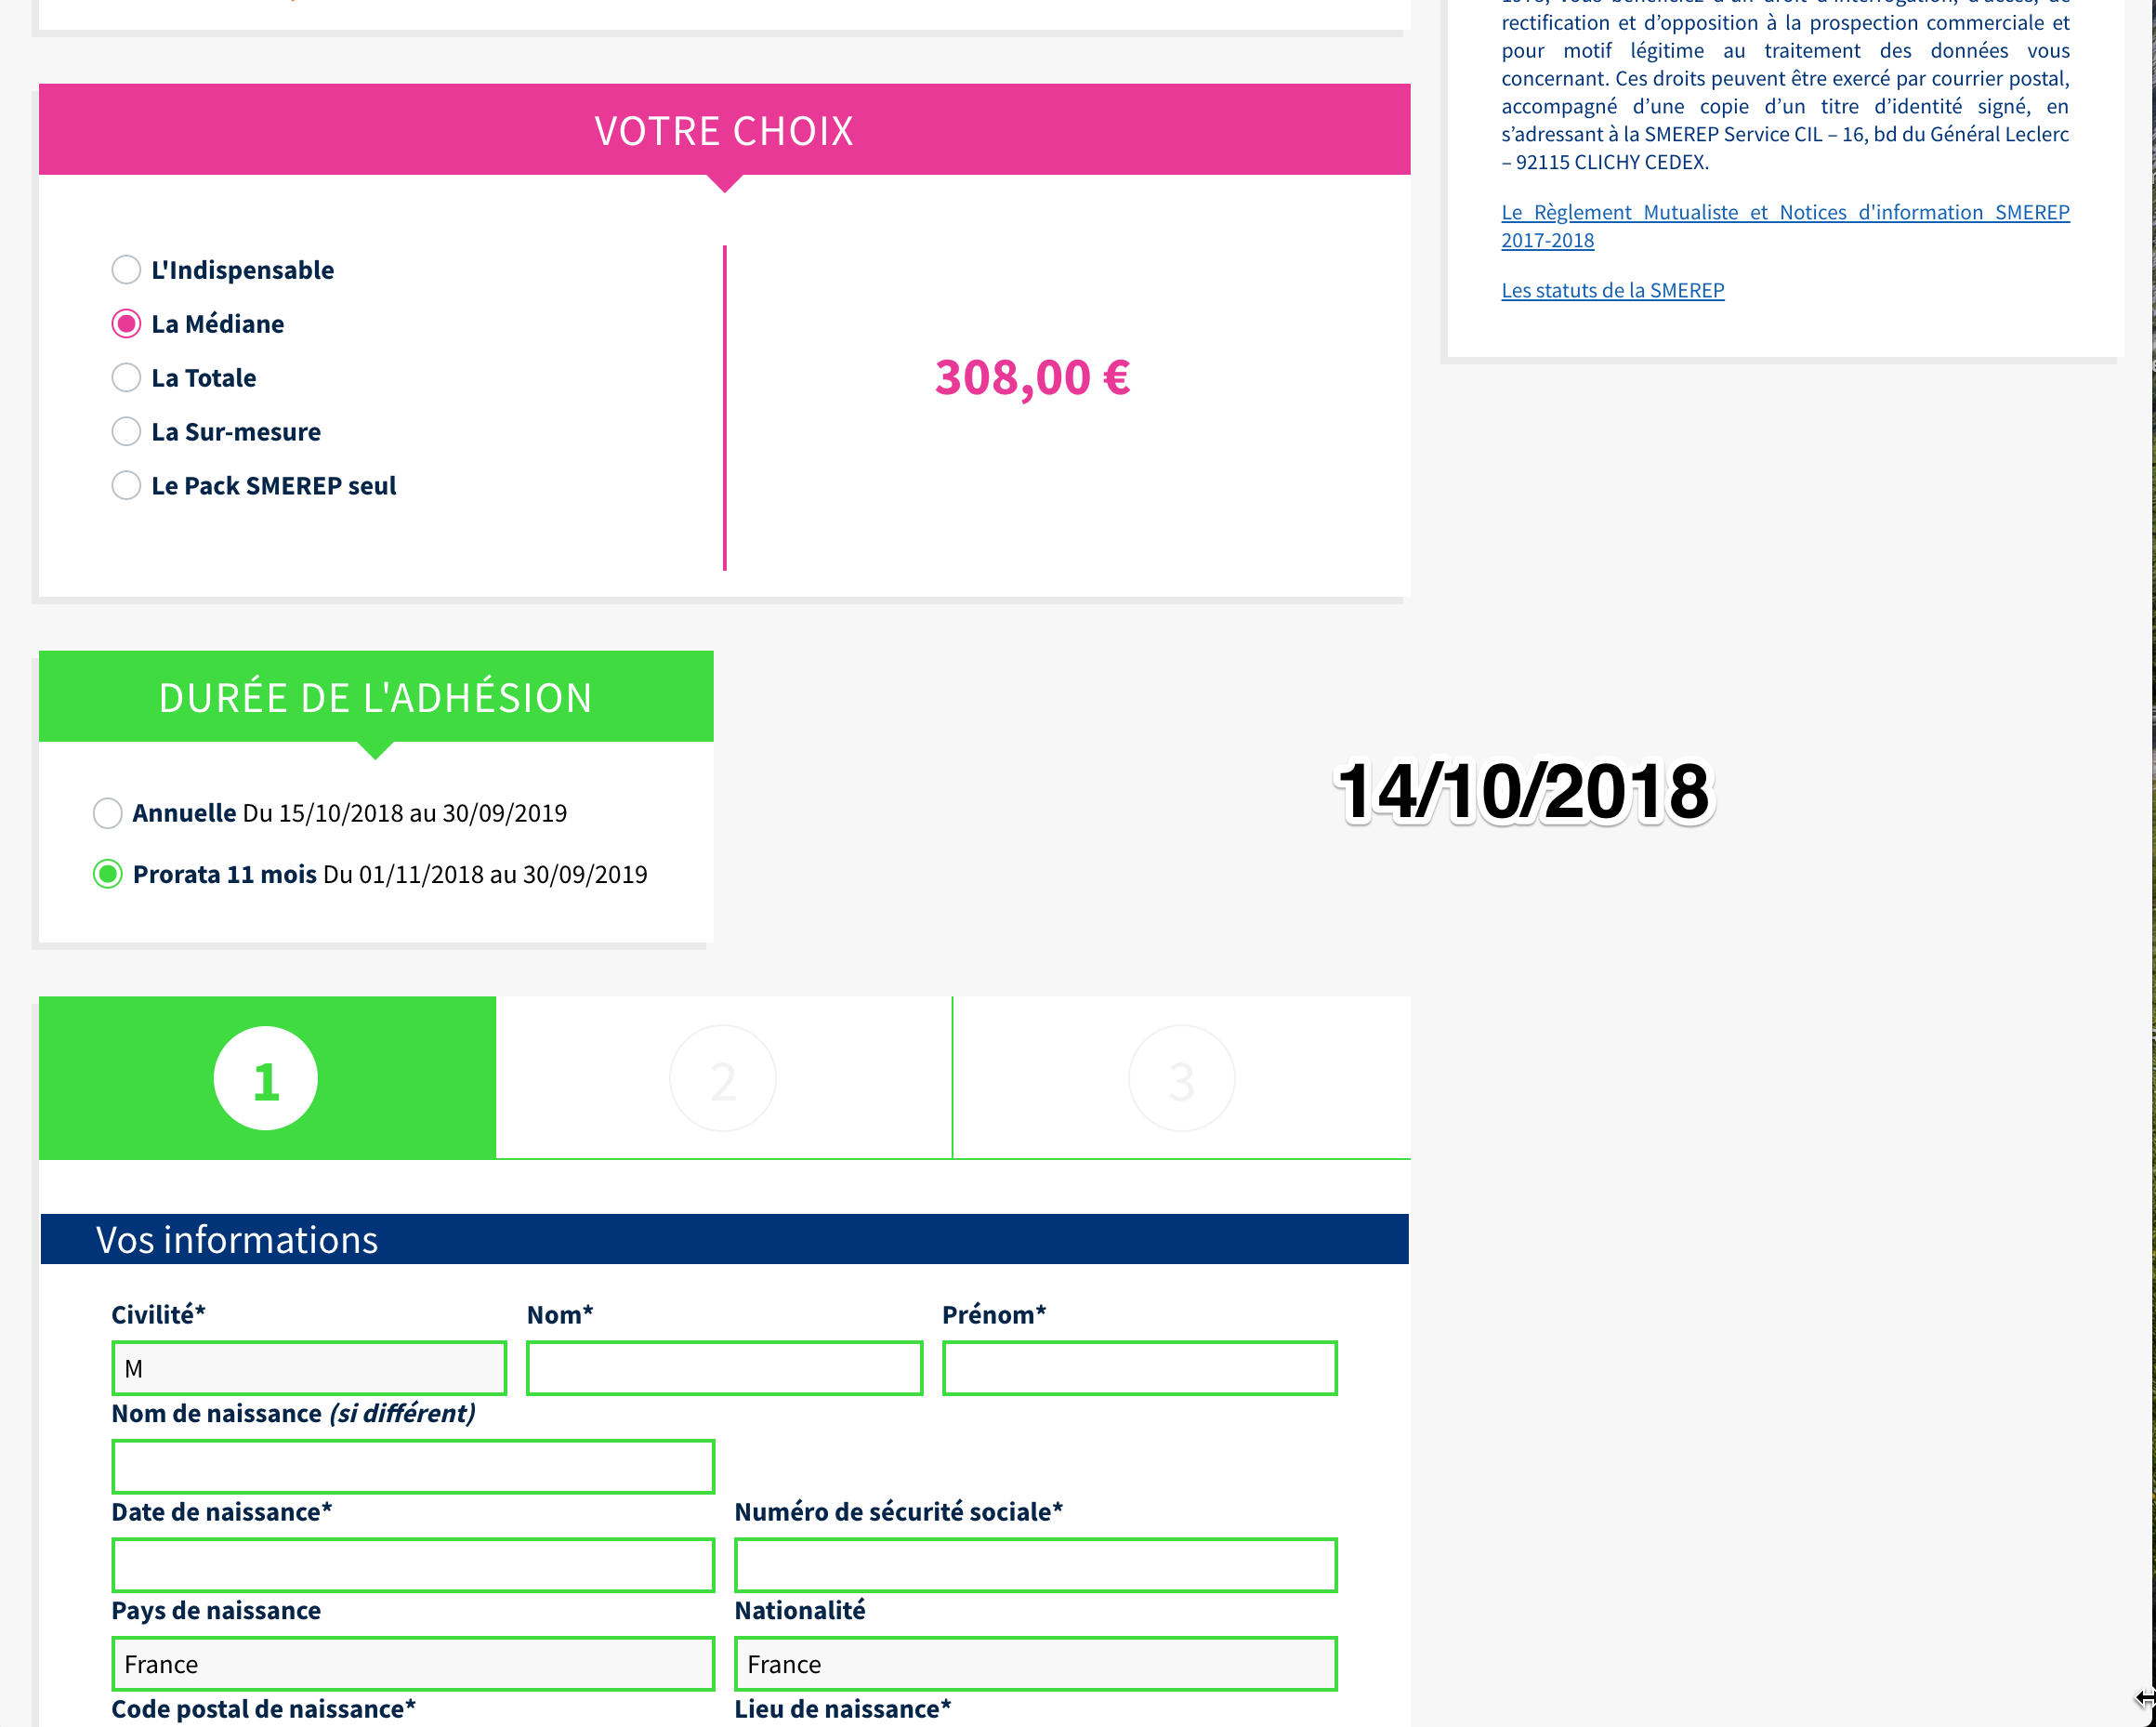 VOTRE CHOIX
L'Indispensable
La Médiane
La Totale
La Sur-mesure
Le Pack SMEREP seul
308,00 €
rectification et d’opposition à la prospection commerciale et
pour motif légitime au traitement des données vous
concernant. Ces droits peuvent être exercé par courrier postal,
accompagné d’une copie d’un titre d’identité signé, en
s’adressant à la SMEREP Service CIL – 16, bd du Général Leclerc
– 92115 CLICHY CEDEX.
Le Règlement Mutualiste et Notices d'information SMEREP
2017-2018
Les statuts de la SMEREP
DURÉE DE L'ADHÉSION
Annuelle Du 15/10/2018 au 30/09/2019
Prorata 11 mois Du 01/11/2018 au 30/09/2019
14/10/2018
1
2
3
Vos informations
Civilité* Nom* Prénom*
M
Nom de naissance (si différent)
Date de naissance* Numéro de sécurité sociale*
Pays de naissance Nationalité
France France
Code postal de naissance* Lieu de naissance*